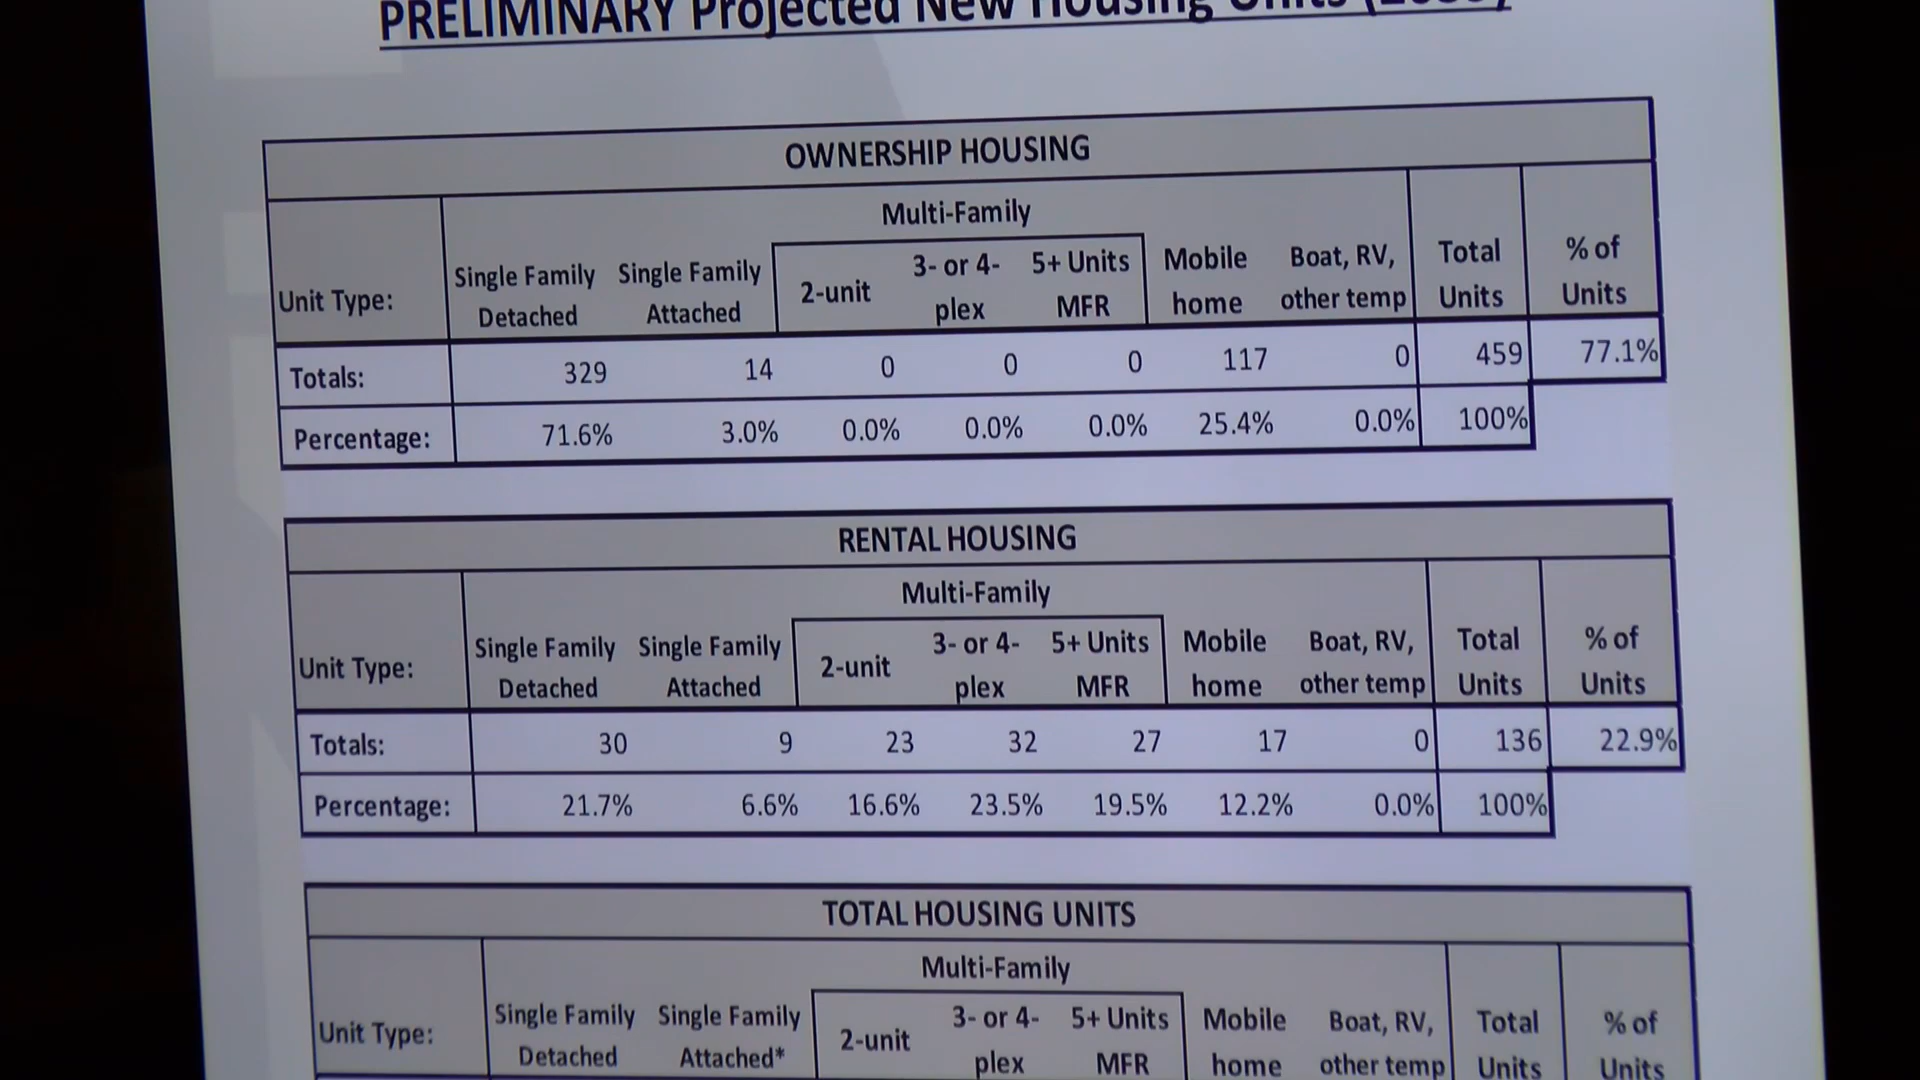 PRELIMINARY Projected New Housing Units
OWNERSHIP HOUSING
Multi-Family
Unit Type: Single Family Detached Single Family Attached 2-unit 3- or 4-plex 5+ Units MFR Mobile home Boat, RV, other temp Total Units % of Units
Totals: 329 14 0 0 0 117 0 459 77.1%
Percentage: 71.6% 3.0% 0.0% 0.0% 0.0% 25.4% 0.0% 100%
RENTAL HOUSING
Multi-Family
Unit Type: Single Family Detached Single Family Attached 2-unit 3- or 4-plex 5+ Units MFR Mobile home Boat, RV, other temp Total Units % of Units
Totals: 30 9 23 32 27 17 0 136 22.9%
Percentage: 21.7% 6.6% 16.6% 23.5% 19.5% 12.2% 0.0% 100%
TOTAL HOUSING UNITS
Multi-Family
Unit Type: Single Family Detached Single Family Attached* 2-unit 3- or 4-plex 5+ Units MFR Mobile home Boat, RV, other temp Total Units % of Units